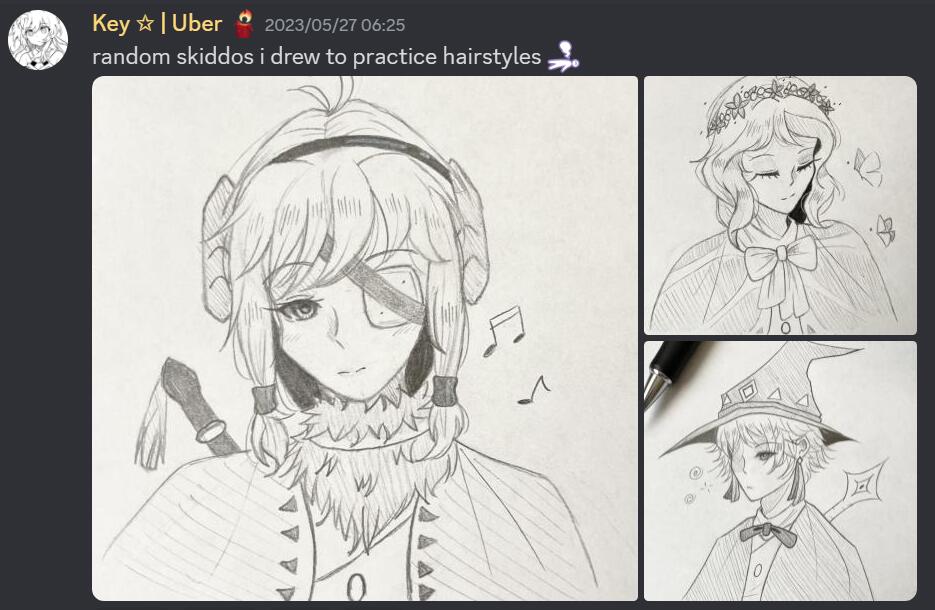 Key ☆ | Uber 2023/05/27 06:25
random skiddos i drew to practice hairstyles